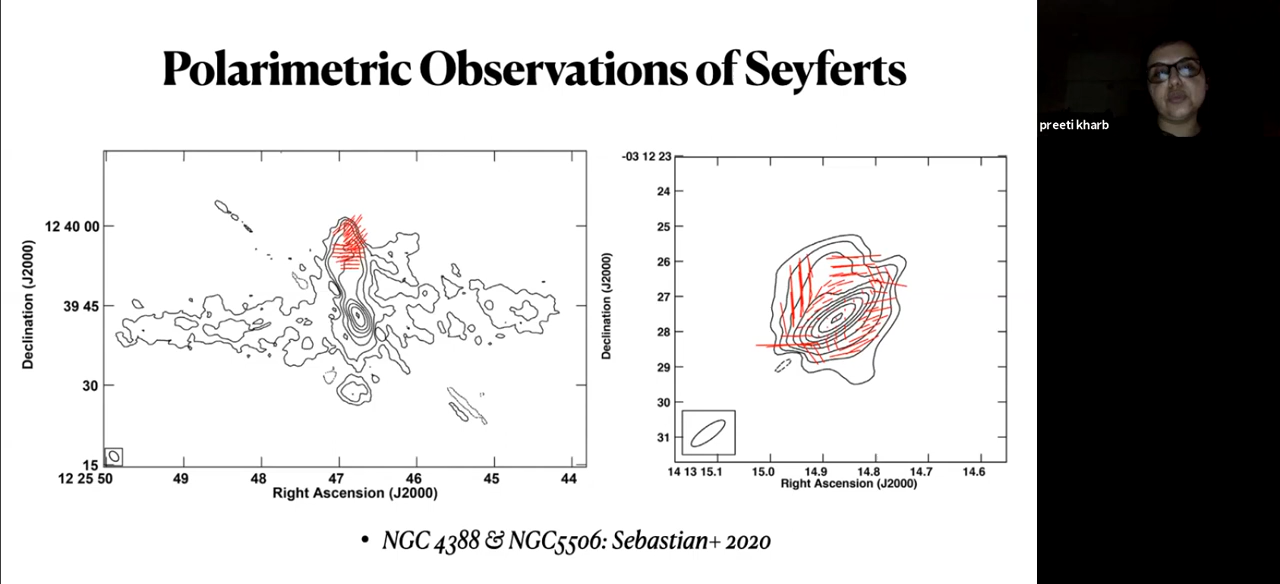 Polarimetric Observations of Seyferts
preeti kharb
12 40 00
39 45
30
15
Declination (J2000)
12 25 50
49
48
47
46
45
44
Right Ascension (J2000)
-03 12 23
24
25
26
27
28
29
30
31
Declination (J2000)
14 13 15.1
15.0
14.9
14.8
14.7
14.6
Right Ascension (J2000)
• NGC 4388 & NGC5506: Sebastian+ 2020